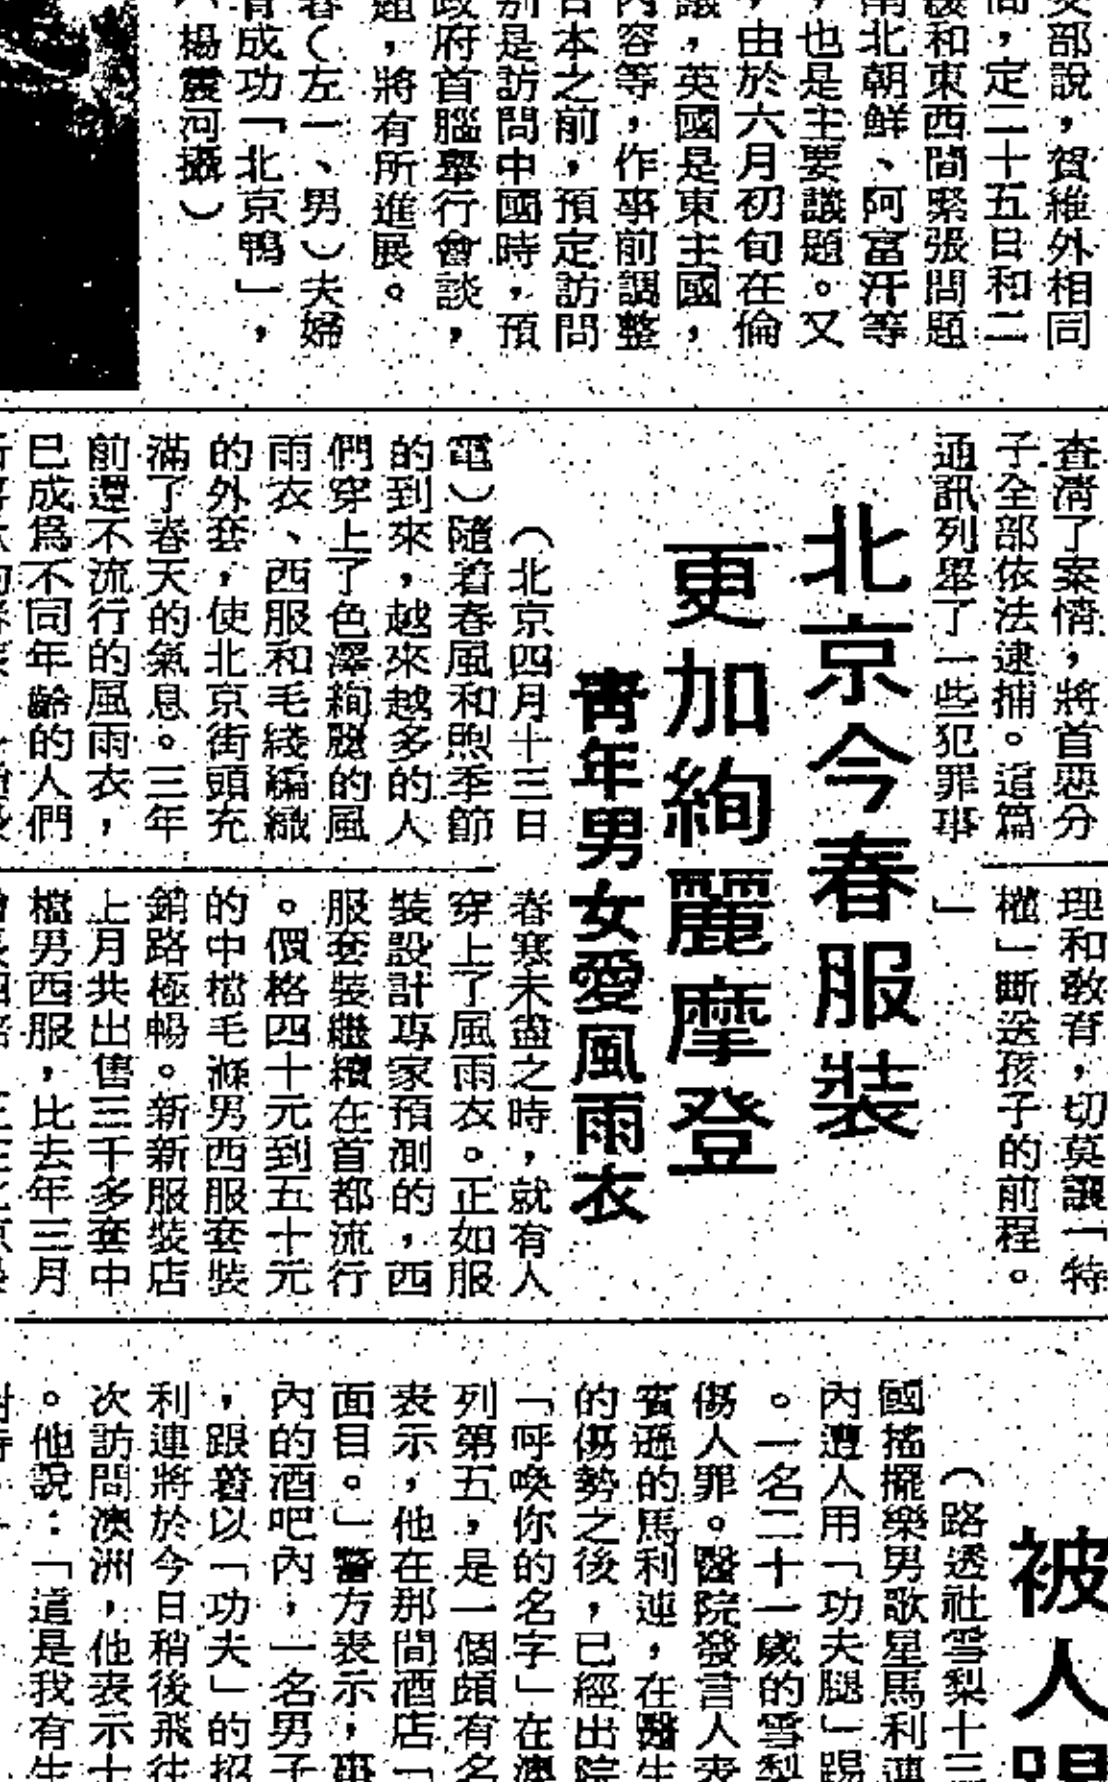 部說，賀維外相同
間，定二十五日和二
援和東西間緊張問題
南北朝鮮、阿富汗等
，也是主要議題。又
，由於六月初旬在倫
議，英國是東主國，
內容等，作事前調整
日本之前，預定訪問
別是訪問中國時，預
政府首腦舉行會談，
題，將有所進展。
春（左一、男）夫婦
成功「北京鴨」，
（楊震河攝）
查清了案情，將首惡分
子全部依法逮捕。這篇
通訊列舉了一些犯罪事
理和教育，切莫讓「特
權」斷送孩子的前程。
」
北京今春服裝
更加絢麗摩登
青年男女愛風雨衣
（北京四月十三日
電）隨着春風和煦季節
的到來，越來越多的人
們穿上了色澤絢麗的風
雨衣、西服和毛綫編織
的外套，使北京街頭充
滿了春天的氣息。三年
前還不流行的風雨衣，
已成爲不同年齡的人們
春寒未盡之時，就有人
穿上了風雨衣。正如服
裝設計專家預測的，西
服套裝繼續在首都流行
。價格四十元到五十元
的中檔毛滌男西服套裝
銷路極暢。新新服裝店
上月共出售三千多套中
檔男西服，比去年三月
被人踢
（路透社雪梨十三
國搖擺樂男歌星馬利連
內遭人用「功夫腿」踢
。一名二十一歲的雪梨
傷人罪。醫院發言人表
賓遜的馬利連，在醫生
的傷勢之後，已經出院
「呼喚你的名字」在澳
列第五，是一個頗有名
表示，他在那間酒店「
面目。」警方表示，事
內的酒吧內，一名男子
，跟着以「功夫」的招
利連將於今日稍後飛往
次訪問澳洲，他表示十
。他說：「這是我有生